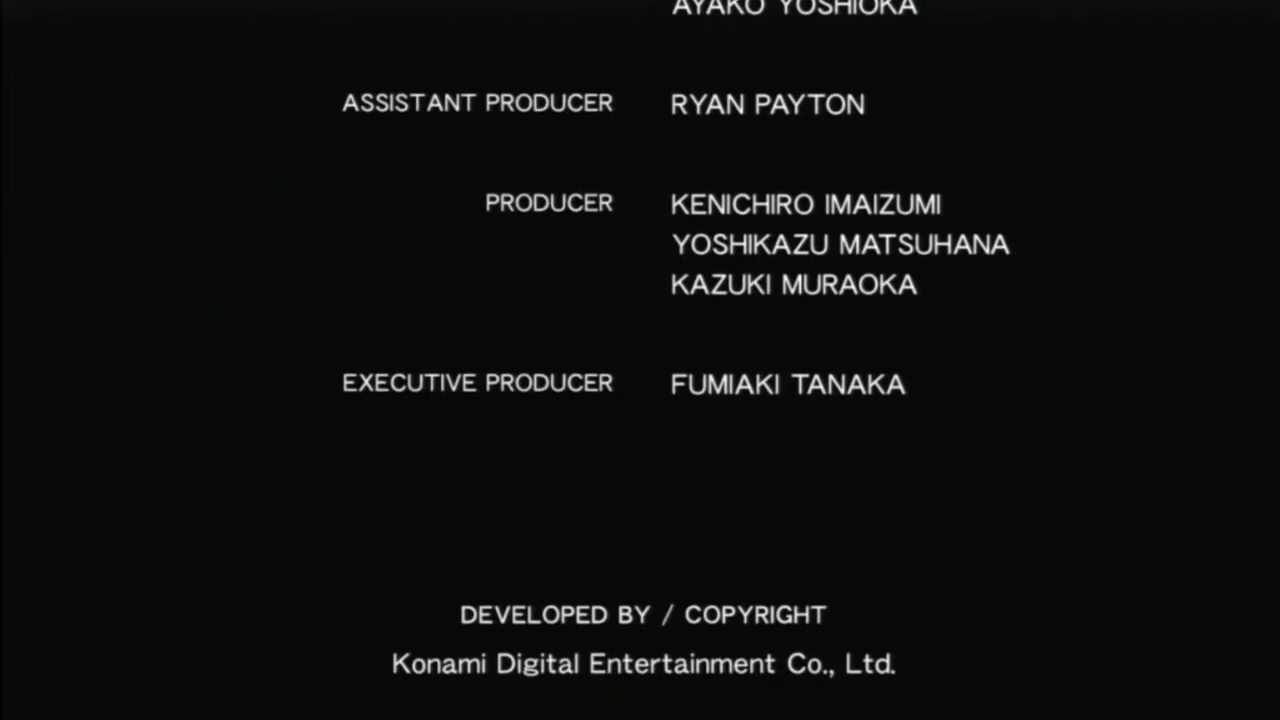 AYAKO YOSHIOKA
ASSISTANT PRODUCER RYAN PAYTON
PRODUCER KENICHIRO IMAIZUMI
YOSHIKAZU MATSUHANA
KAZUKI MURAOKA
EXECUTIVE PRODUCER FUMIAKI TANAKA
DEVELOPED BY / COPYRIGHT
Konami Digital Entertainment Co., Ltd.